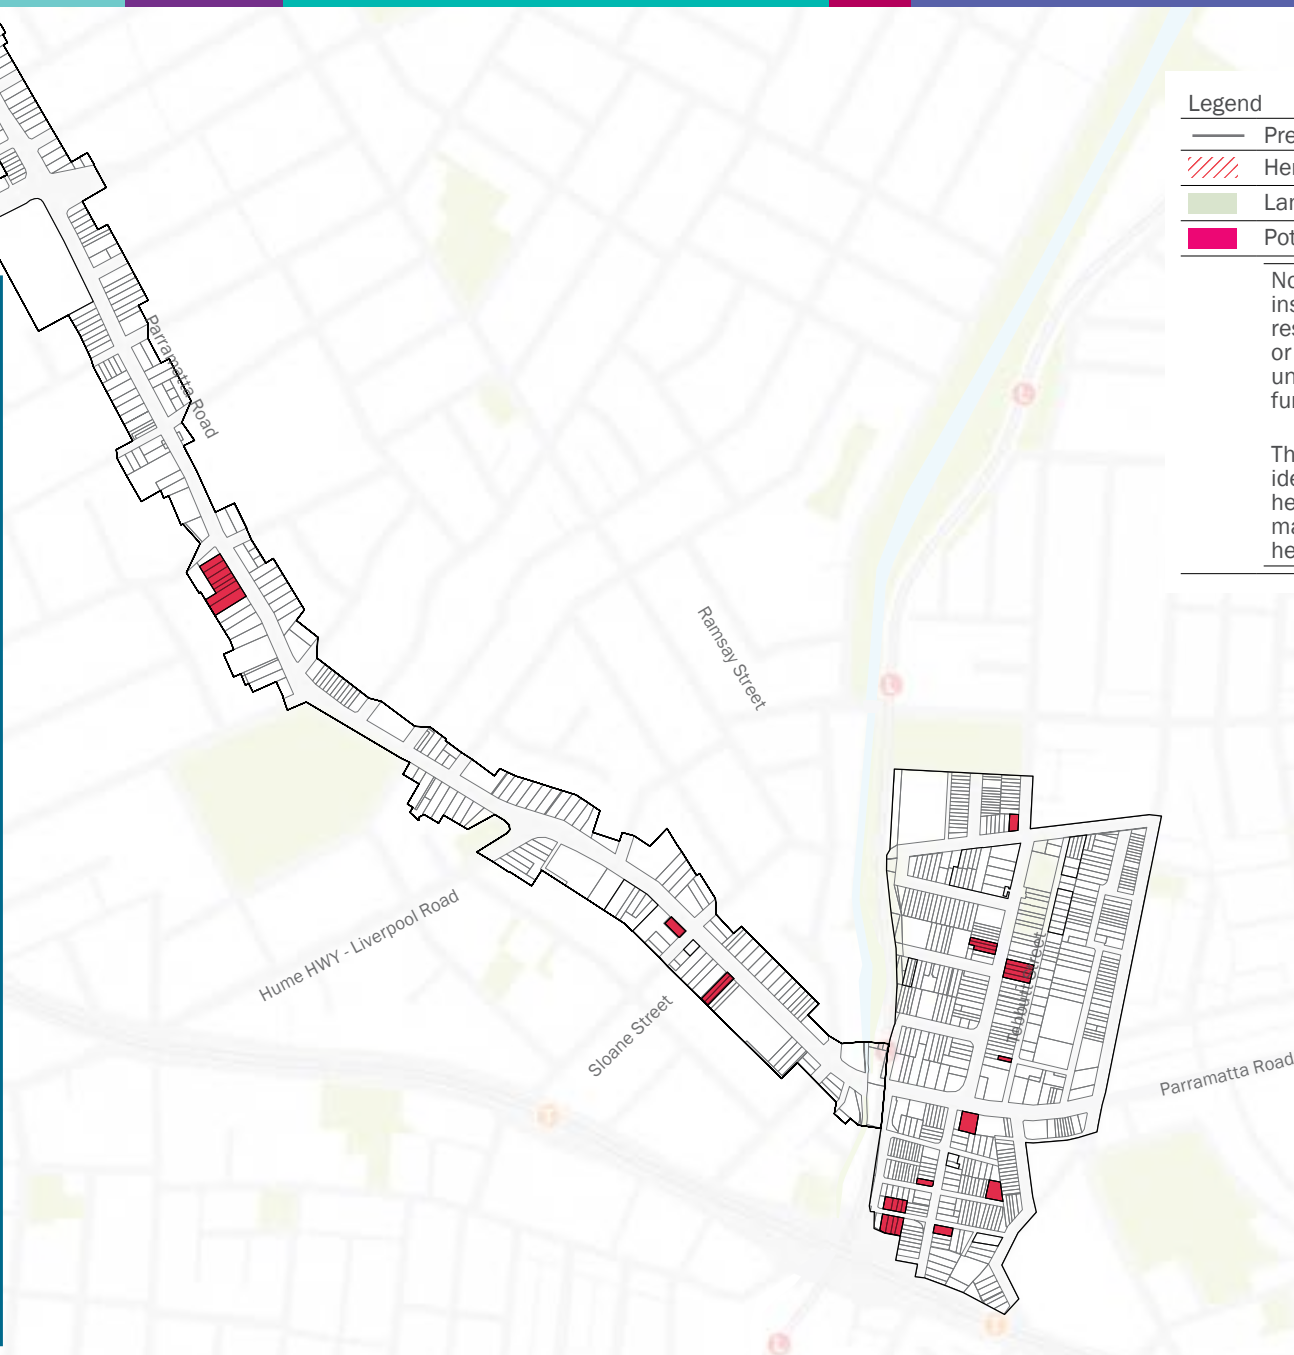 Legend
Pre
Her
Lan
Pot
No
ins
res
or
un
fur
Th
ide
he
ma
he
Parramatta Road
Ramsay Street
Hume HWY - Liverpool Road
Sloane Street
Parramatta Road
L
L
T
L
T